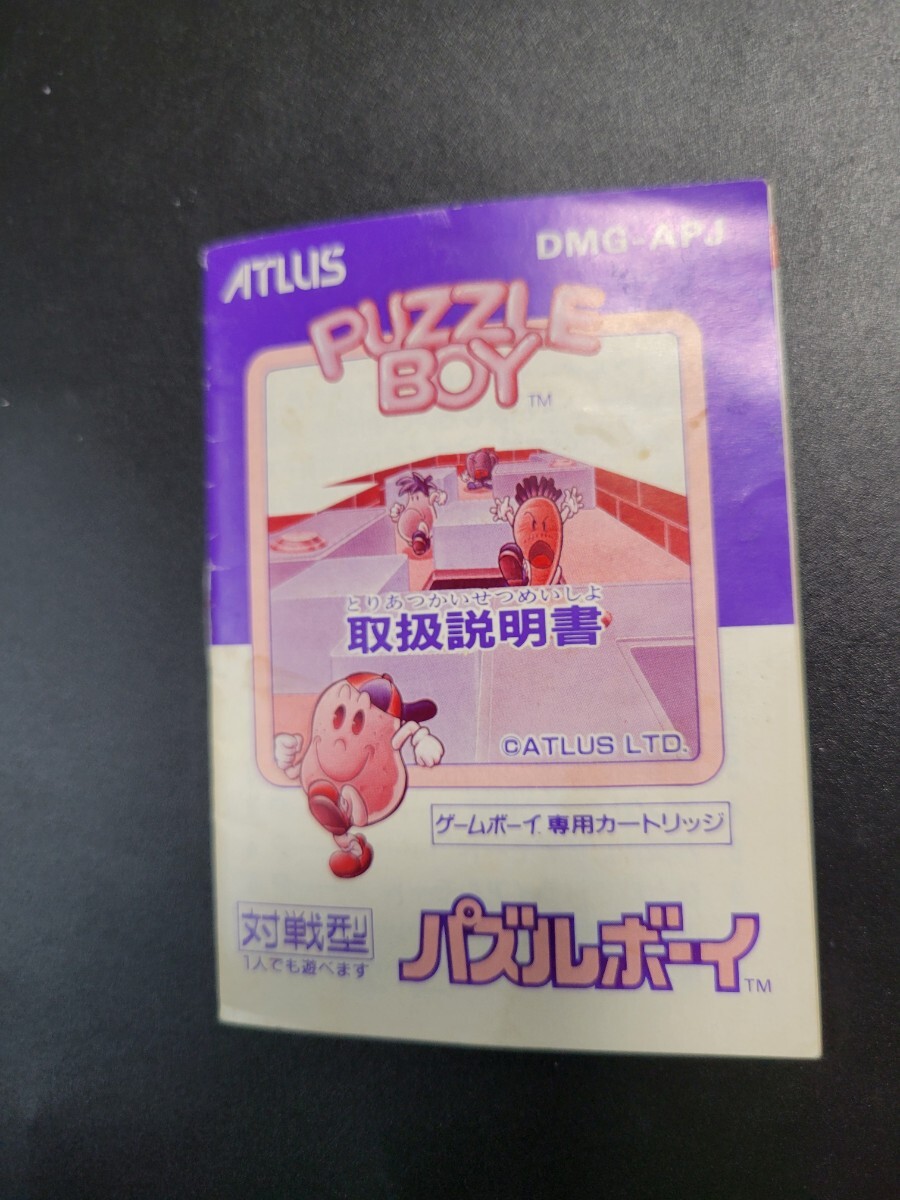 ATLUS
DMG-APJ
PUZZLE
BOY TM
とりあつかいせつめいしよ
取扱説明書
©ATLUS LTD.
ゲームボーイ専用カートリッジ
対戦型
1人でも遊べます
パズルボーイ TM